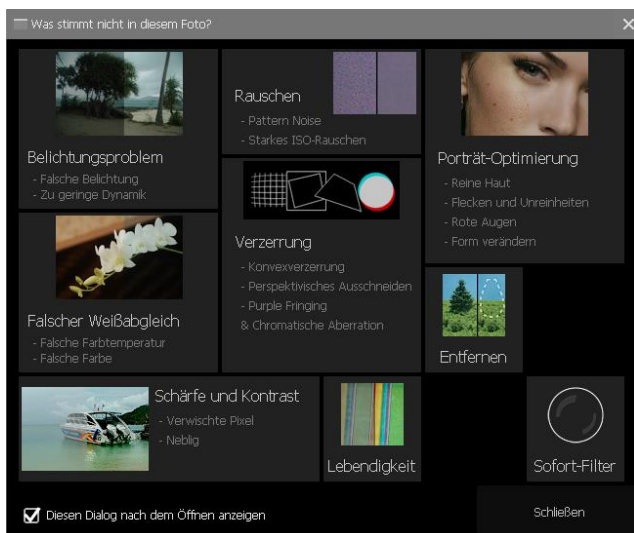 Was stimmt nicht in diesem Foto?
Belichtungsproblem
- Falsche Belichtung
- Zu geringe Dynamik
Rauschen
- Pattern Noise
- Starkes ISO-Rauschen
Porträt-Optimierung
- Reine Haut
- Flecken und Unreinheiten
- Rote Augen
- Form verändern
Falscher Weißabgleich
- Falsche Farbtemperatur
- Falsche Farbe
Verzerrung
- Konvexverzerrung
- Perspektivisches Ausschneiden
- Purple Fringing
& Chromatische Aberration
Entfernen
Schärfe und Kontrast
- Verwischte Pixel
- Neblig
Lebendigkeit
Sofort-Filter
Diesen Dialog nach dem Öffnen anzeigen
Schließen